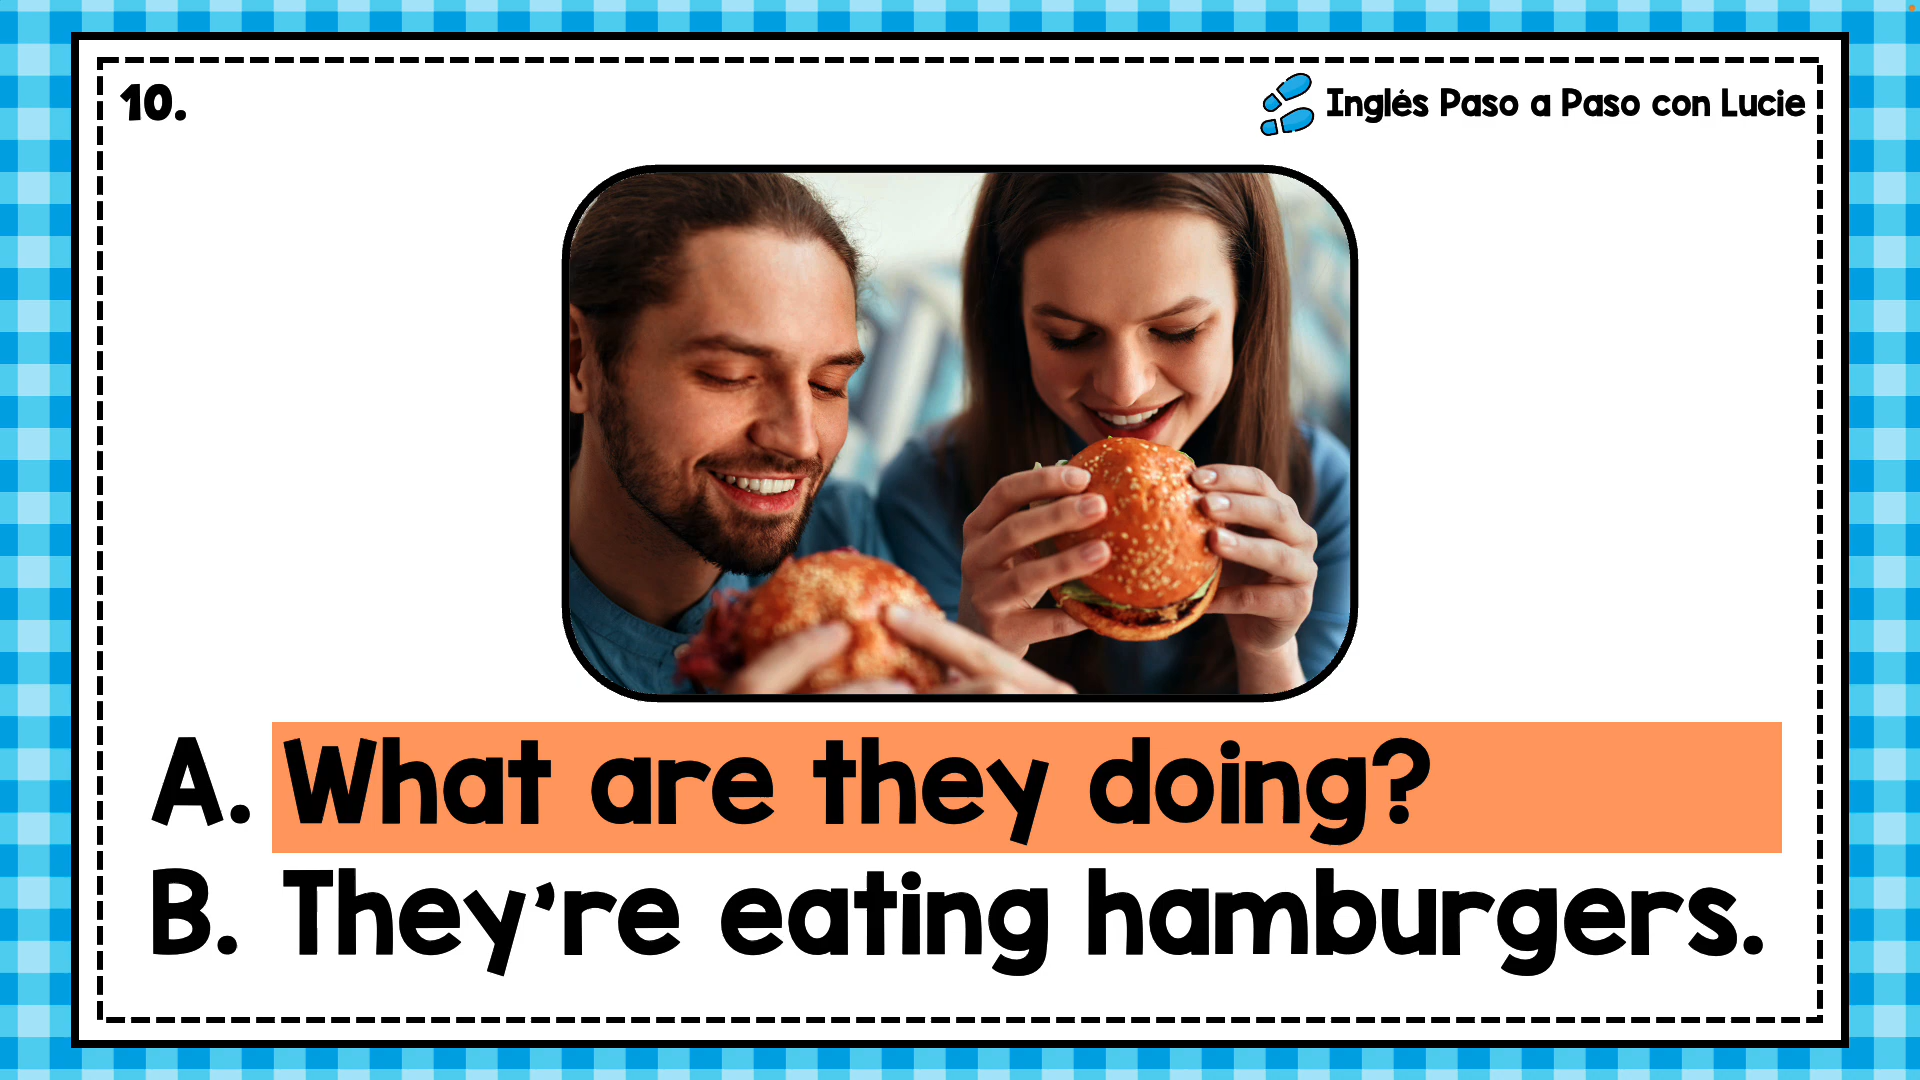 10.
Inglés Paso a Paso con Lucie
A. What are they doing?
B. They're eating hamburgers.